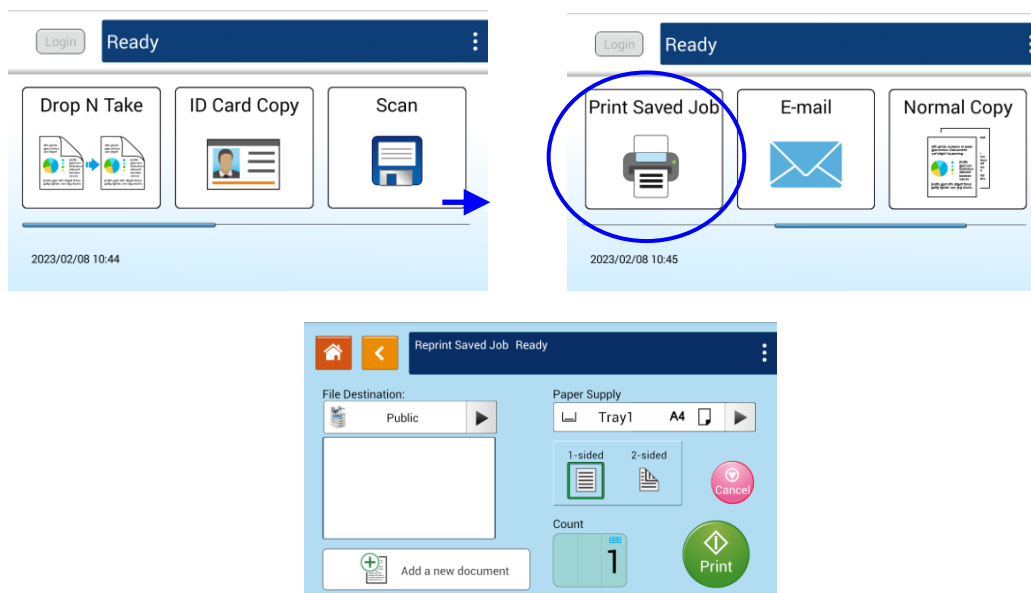 Login Ready
Drop N Take ID Card Copy Scan
2023/02/08 10:44
Login Ready
Print Saved Job E-mail Normal Copy
2023/02/08 10:45
Reprint Saved Job Ready
File Destination:
Public
Add a new document
Paper Supply
Tray1 A4
1-sided 2-sided
Cancel
Count
1
Print